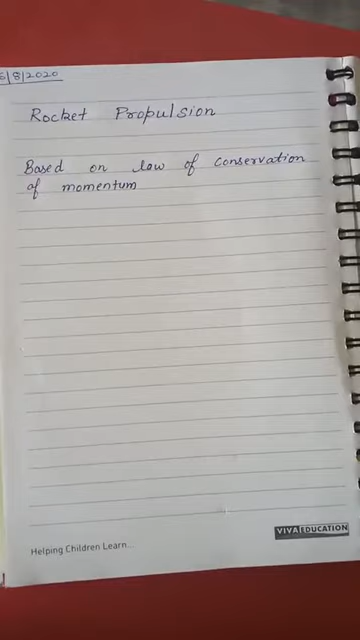 6/8/2020
Rocket Propulsion
Based on law of conservation
of momentum
VIVA EDUCATION
Helping Children Learn...